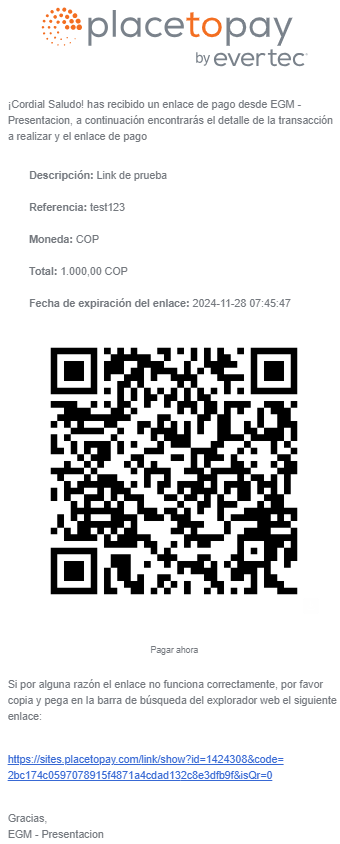 placetopay
by evertec
¡Cordial Saludo! has recibido un enlace de pago desde EGM -
Presentacion, a continuación encontrarás el detalle de la transacción
a realizar y el enlace de pago
Descripción: Link de prueba
Referencia: test123
Moneda: COP
Total: 1.000,00 COP
Fecha de expiración del enlace: 2024-11-28 07:45:47
Pagar ahora
Si por alguna razón el enlace no funciona correctamente, por favor
copia y pega en la barra de búsqueda del explorador web el siguiente
enlace:
https://sites.placetopay.com/link/show?id=1424308&code=
2bc174c0597078915f4871a4cdad132c8e3dfb9f&isQr=0
Gracias,
EGM - Presentacion